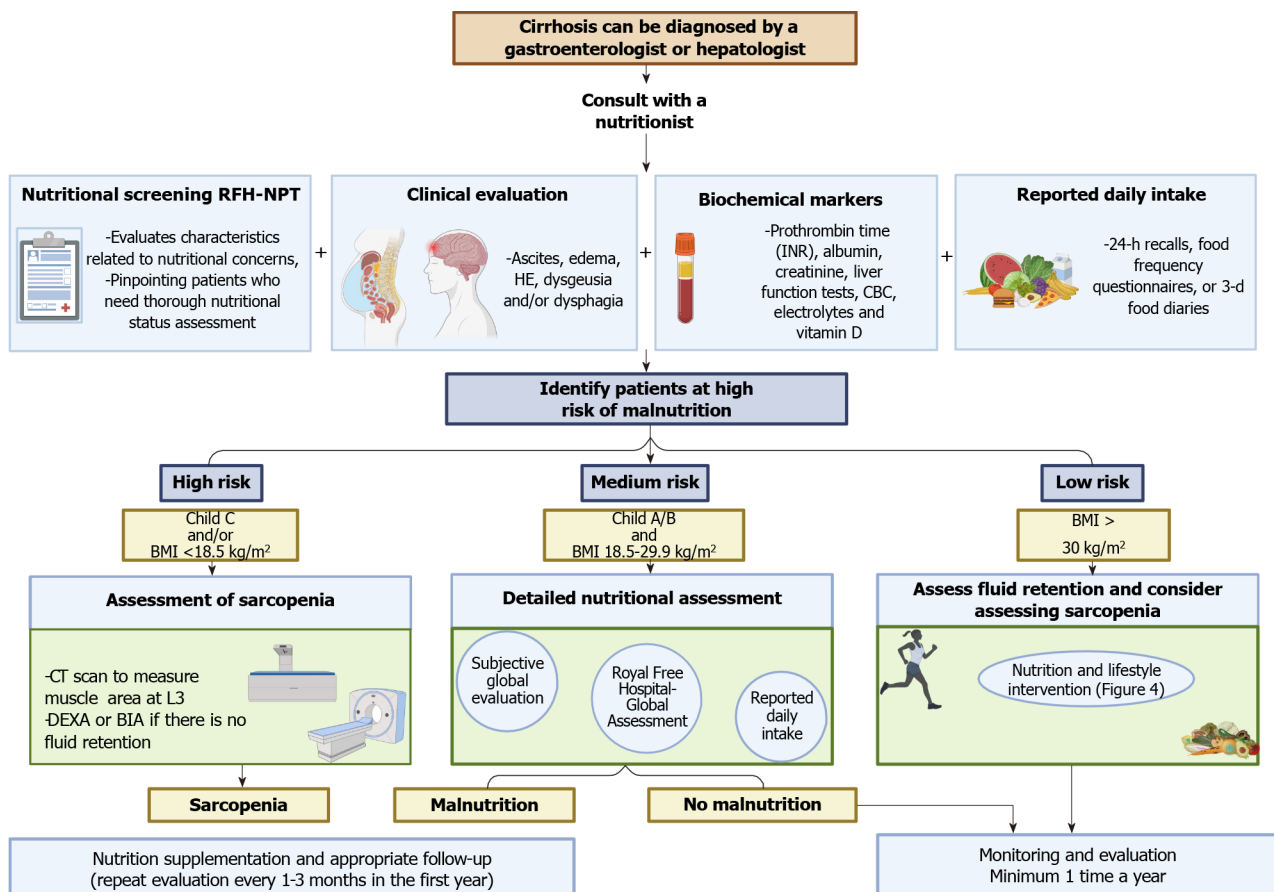 Cirrhosis can be diagnosed by a
gastroenterologist or hepatologist
Consult with a
nutritionist
Nutritional screening RFH-NPT
-Evaluates characteristics
related to nutritional concerns,
-Pinpointing patients who
need thorough nutritional
status assessment
+
Clinical evaluation
-Ascites, edema,
HE, dysgeusia
and/or dysphagia
+
Biochemical markers
-Prothrombin time
(INR), albumin,
creatinine, liver
function tests, CBC,
electrolytes and
vitamin D
+
Reported daily intake
-24-h recalls, food
frequency
questionnaires, or 3-d
food diaries
Identify patients at high
risk of malnutrition
High risk
Child C
and/or
BMI <18.5 kg/m²
Assessment of sarcopenia
-CT scan to measure
muscle area at L3
-DEXA or BIA if there is no
fluid retention
Sarcopenia
Medium risk
Child A/B
and
BMI 18.5-29.9 kg/m²
Detailed nutritional assessment
Subjective
global
evaluation
Royal Free
Hospital-
Global
Assessment
Reported
daily
intake
Malnutrition
No malnutrition
Low risk
BMI >
30 kg/m²
Assess fluid retention and consider
assessing sarcopenia
Nutrition and lifestyle
intervention (Figure 4)
Nutrition supplementation and appropriate follow-up
(repeat evaluation every 1-3 months in the first year)
Monitoring and evaluation
Minimum 1 time a year